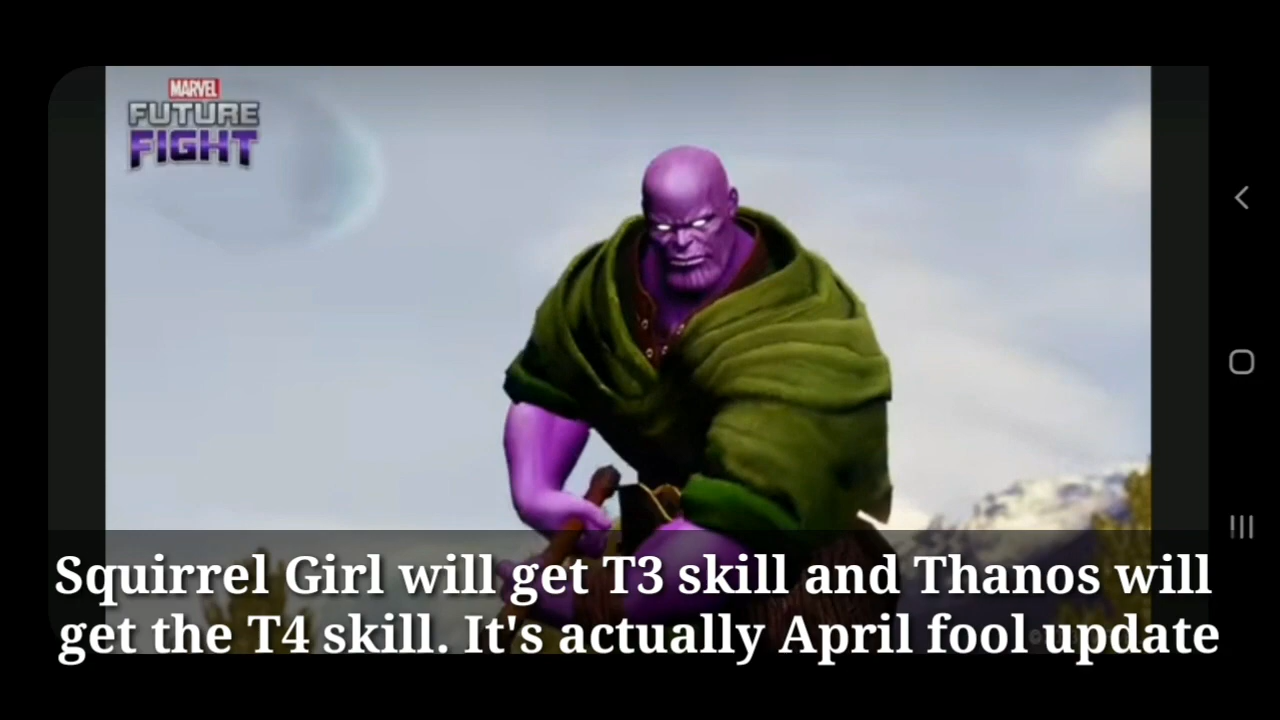 MARVEL
FUTURE
FIGHT
Squirrel Girl will get T3 skill and Thanos will
get the T4 skill. It's actually April fool update